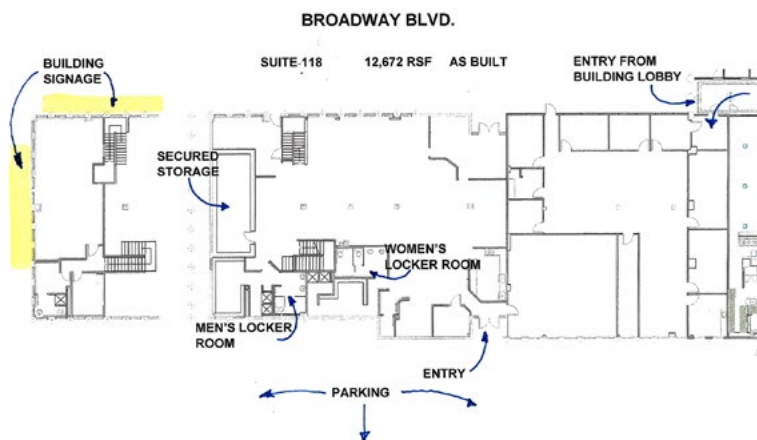 BROADWAY BLVD.
SUITE 118 12,672 RSF AS BUILT
BUILDING
SIGNAGE
ENTRY FROM
BUILDING LOBBY
SECURED
STORAGE
WOMEN'S
LOCKER ROOM
MEN'S LOCKER
ROOM
ENTRY
PARKING